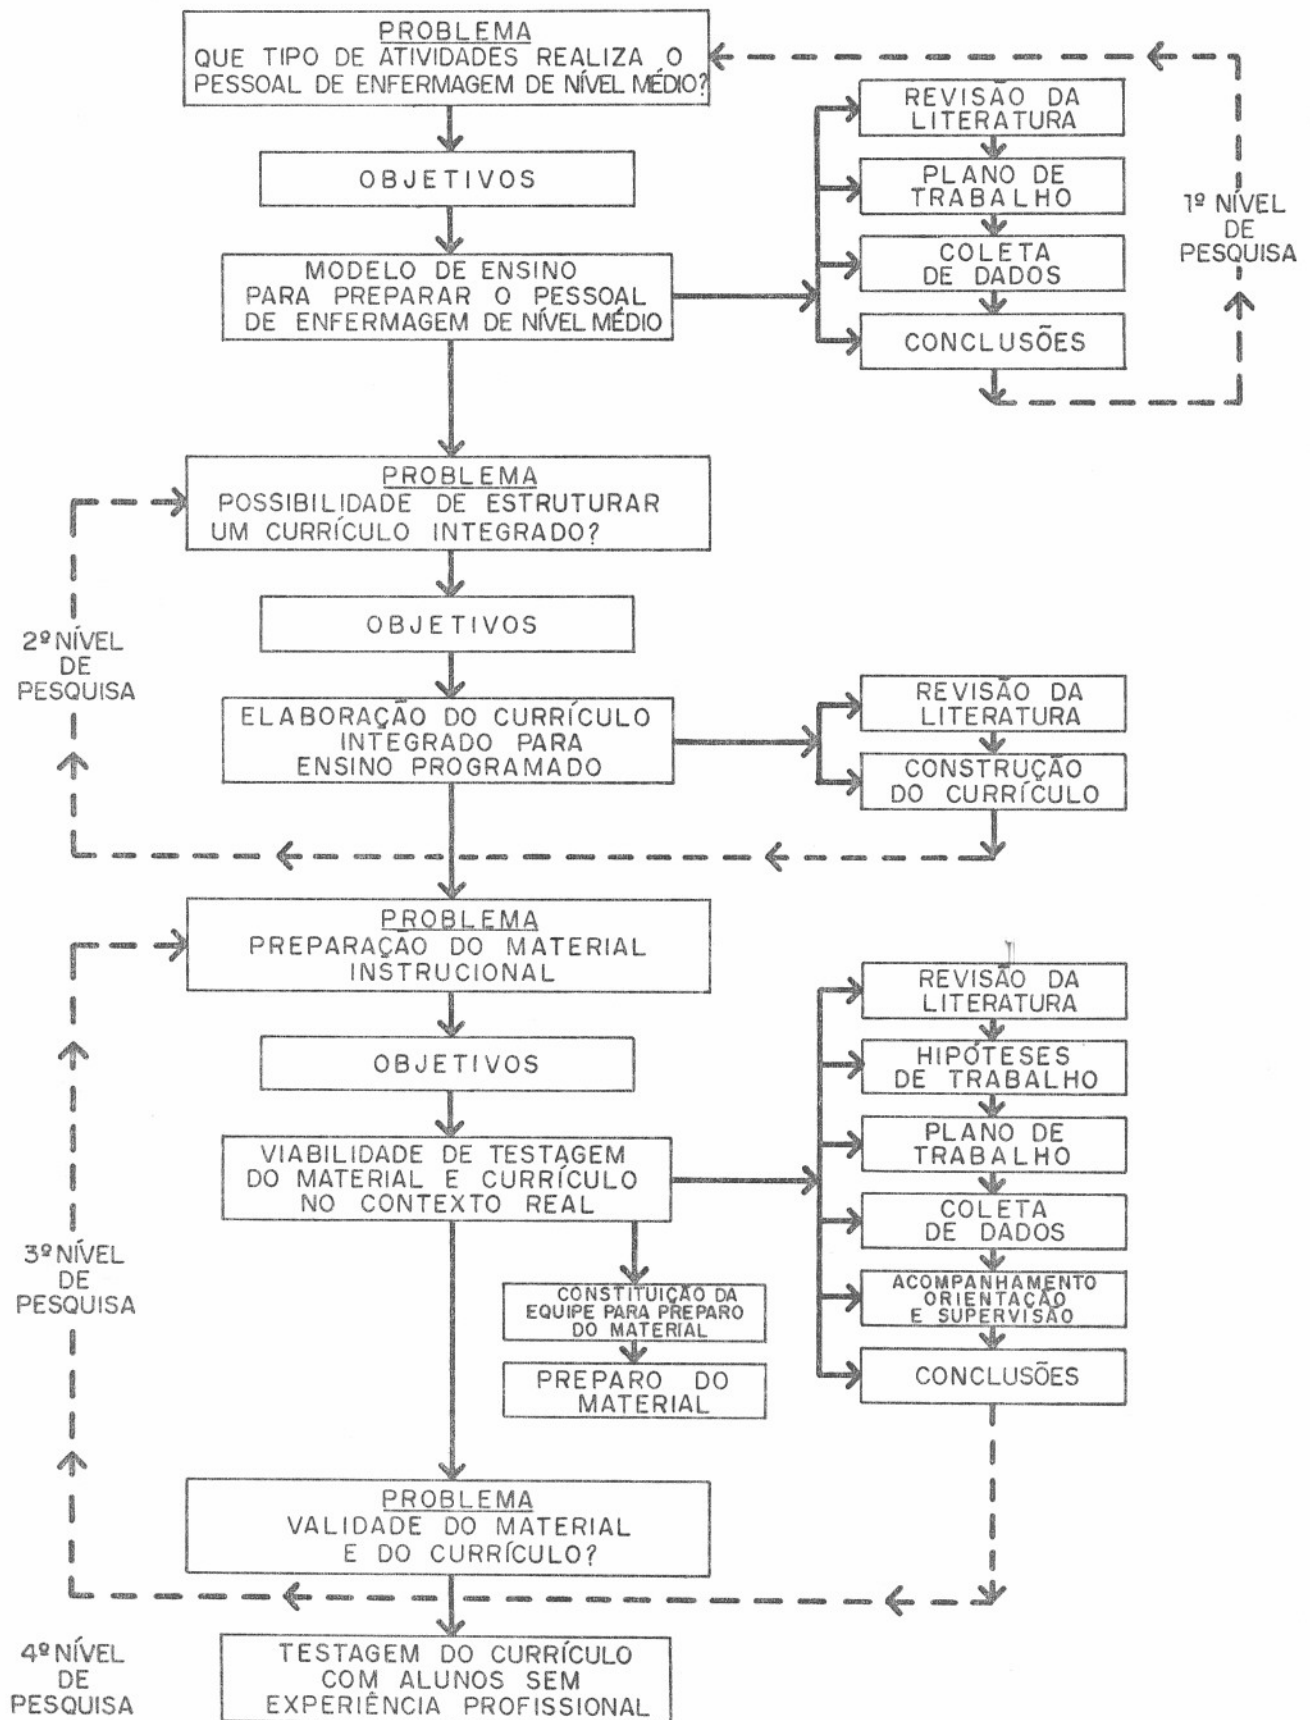 PROBLEMA
QUE TIPO DE ATIVIDADES REALIZA O
PESSOAL DE ENFERMAGEM DE NÍVEL MÉDIO?
OBJETIVOS
MODELO DE ENSINO
PARA PREPARAR O PESSOAL
DE ENFERMAGEM DE NÍVEL MÉDIO
REVISÃO DA
LITERATURA
PLANO DE
TRABALHO
COLETA
DE DADOS
CONCLUSÕES
1º NÍVEL
DE
PESQUISA
PROBLEMA
POSSIBILIDADE DE ESTRUTURAR
UM CURRÍCULO INTEGRADO?
OBJETIVOS
2º NÍVEL
DE
PESQUISA
ELABORAÇÃO DO CURRÍCULO
INTEGRADO PARA
ENSINO PROGRAMADO
REVISÃO DA
LITERATURA
CONSTRUÇÃO
DO CURRÍCULO
PROBLEMA
PREPARAÇÃO DO MATERIAL
INSTRUCIONAL
OBJETIVOS
VIABILIDADE DE TESTAGEM
DO MATERIAL E CURRÍCULO
NO CONTEXTO REAL
REVISÃO DA
LITERATURA
HIPÓTESES
DE TRABALHO
PLANO DE
TRABALHO
COLETA
DE DADOS
ACOMPANHAMENTO
ORIENTAÇÃO
E SUPERVISÃO
CONCLUSÕES
3º NÍVEL
DE
PESQUISA
CONSTITUIÇÃO DA
EQUIPE PARA PREPARO
DO MATERIAL
PREPARO DO
MATERIAL
PROBLEMA
VALIDADE DO MATERIAL
E DO CURRÍCULO?
4º NÍVEL
DE
PESQUISA
TESTAGEM DO CURRÍCULO
COM ALUNOS SEM
EXPERIÊNCIA PROFISSIONAL